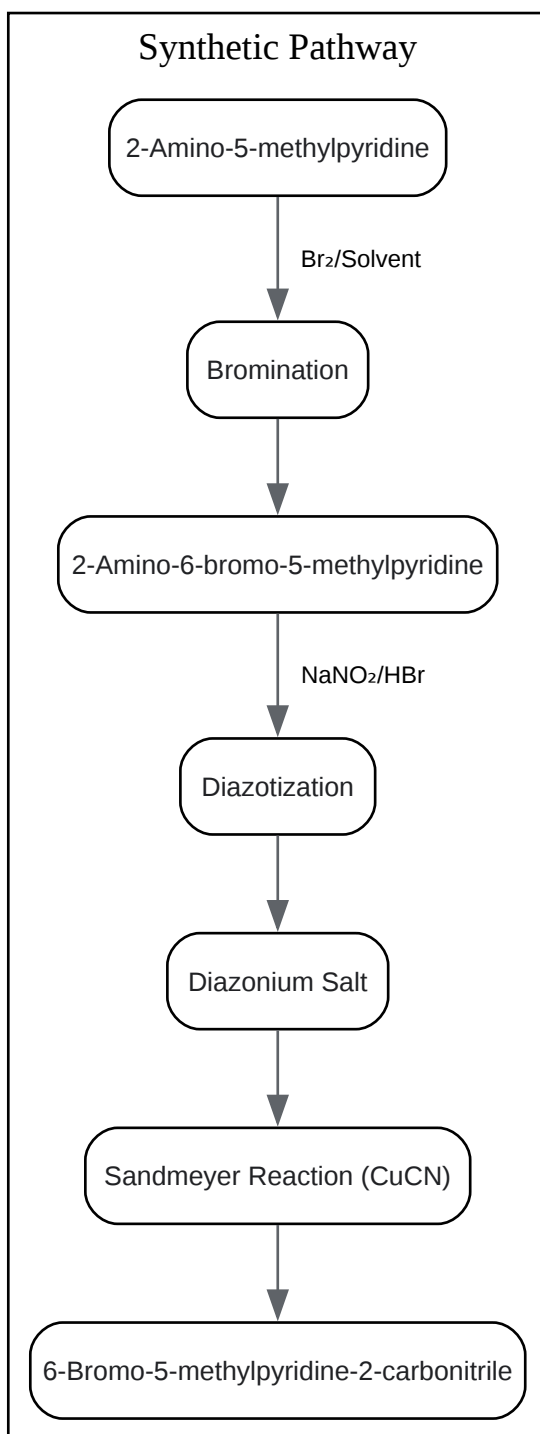 Synthetic Pathway
2-Amino-5-methylpyridine
Br₂/Solvent
Bromination
2-Amino-6-bromo-5-methylpyridine
NaNO₂/HBr
Diazotization
Diazonium Salt
Sandmeyer Reaction (CuCN)
6-Bromo-5-methylpyridine-2-carbonitrile